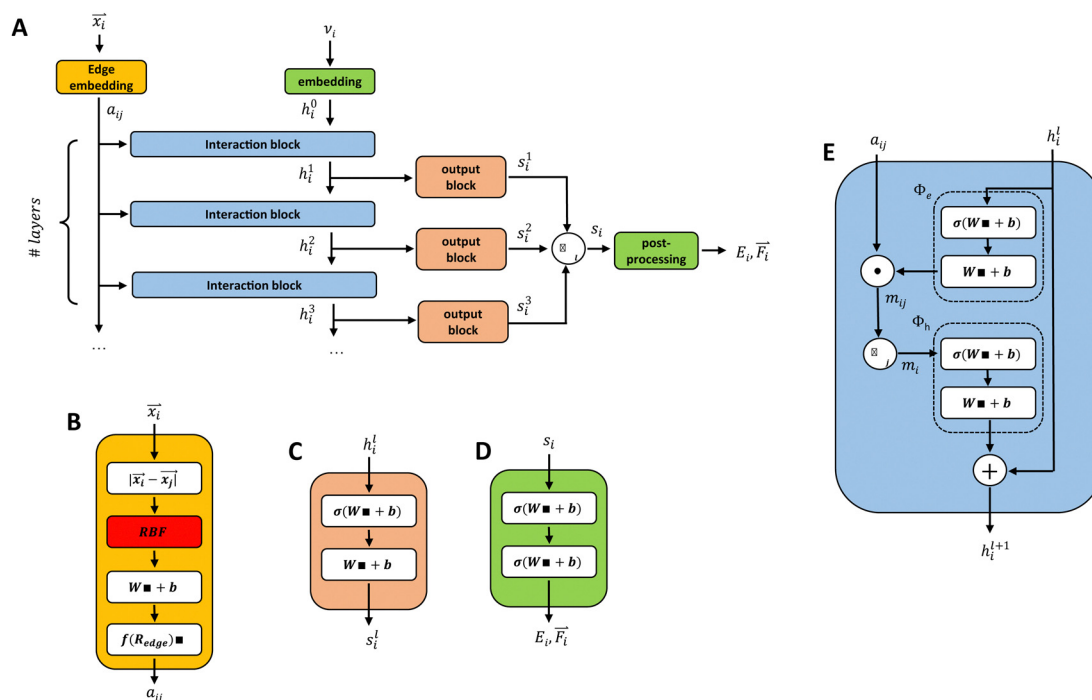 A
x⃗ᵢ
νᵢ
Edge
embedding
embedding
aᵢⱼ
hᵢ⁰
Interaction block
hᵢ¹
output
block
sᵢ¹
Interaction block
hᵢ²
output
block
sᵢ²
# layers
sᵢ
post-
processing
Eᵢ, F⃗ᵢ
Interaction block
hᵢ³
output
block
sᵢ³
...
...
B
x⃗ᵢ
|x⃗ᵢ − x⃗ⱼ|
RBF
W■ + b
f(R_edge)■
aᵢⱼ
C
hᵢˡ
σ(W■ + b)
W■ + b
sᵢˡ
D
sᵢ
σ(W■ + b)
σ(W■ + b)
Eᵢ, F⃗ᵢ
E
aᵢⱼ
hᵢˡ
Φₑ
σ(W■ + b)
W■ + b
mᵢⱼ
Φₕ
σ(W■ + b)
j
mᵢ
W■ + b
+
hᵢˡ⁺¹